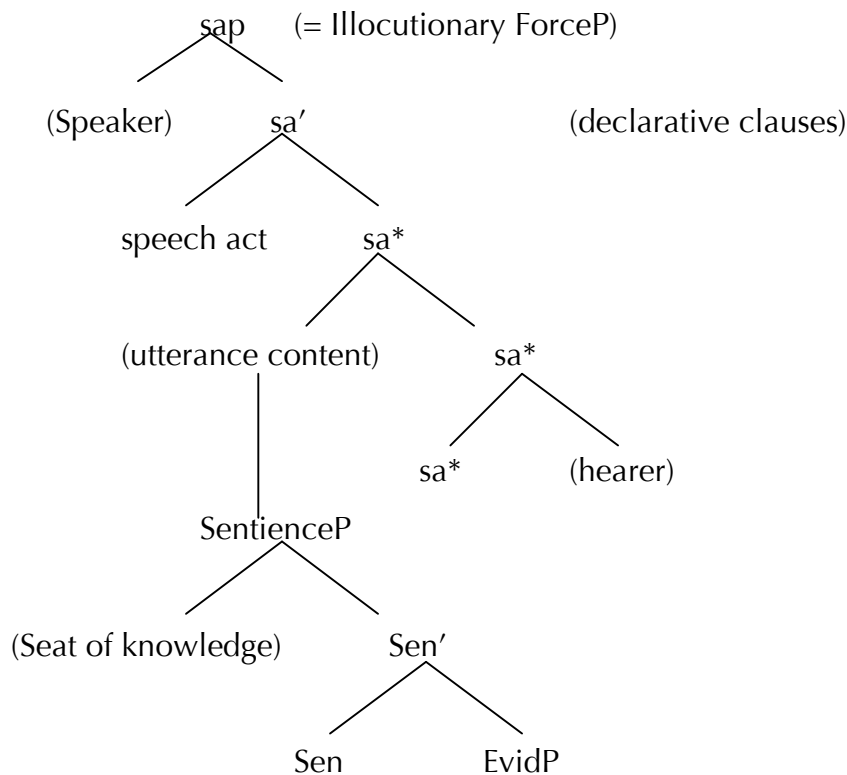 sap (= Illocutionary ForceP)
(Speaker) sa′ (declarative clauses)
speech act sa*
(utterance content) sa*
sa* (hearer)
SentienceP
(Seat of knowledge) Sen′
Sen EvidP